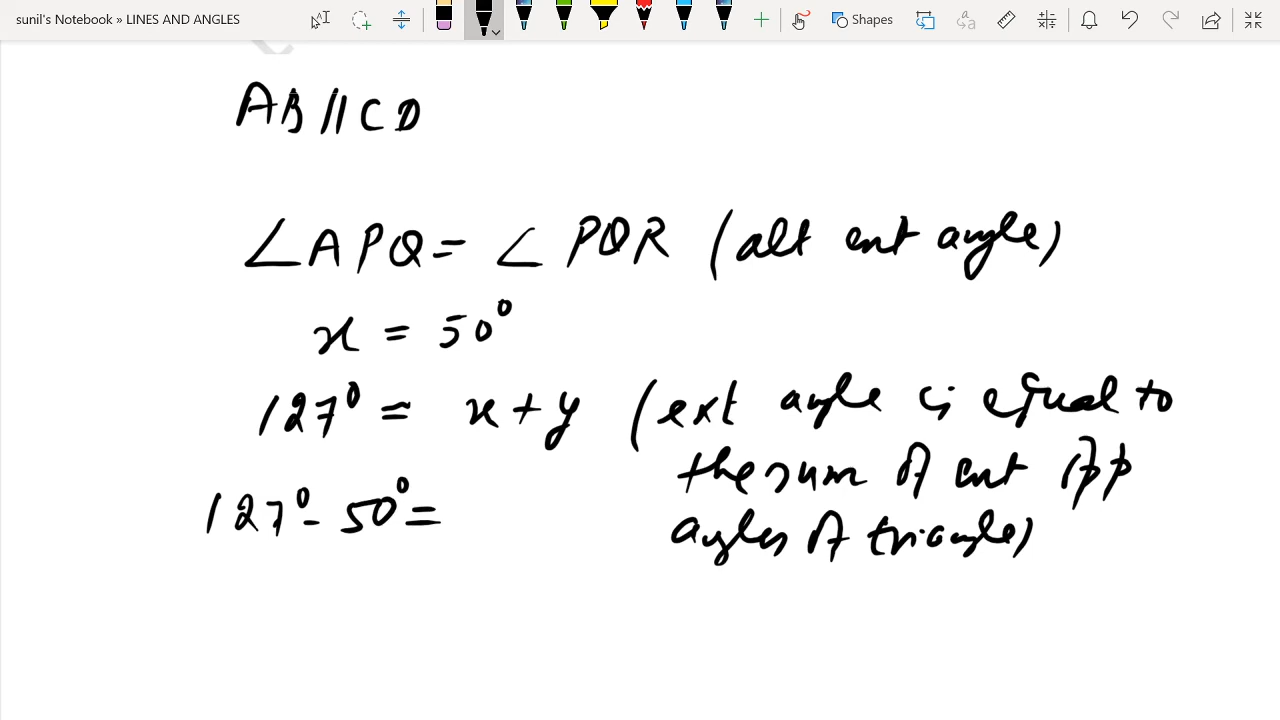 sunil's Notebook » LINES AND ANGLES
Shapes
AB || CD
∠APQ = ∠ PQR (alt int angle)
x = 50°
127° = x + y (ext angle is equal to
the sum of int opp
127° - 50° =
angles of triangle)